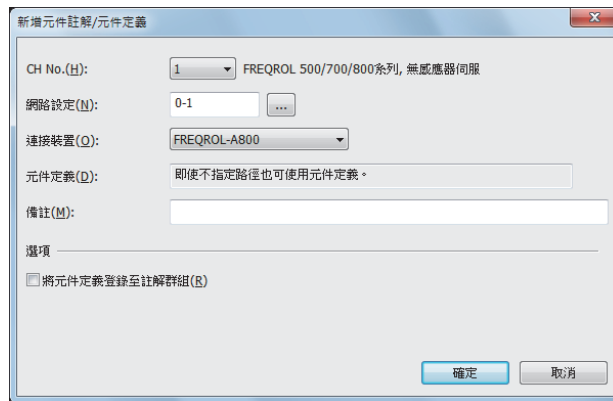 新增元件註解/元件定義
CH No.(H): 1 FREQROL 500/700/800系列, 無感應器伺服
網路設定(N): 0-1 ...
連接裝置(O): FREQROL-A800
元件定義(D): 即使不指定路徑也可使用元件定義。
備註(M):
選項
將元件定義登錄至註解群組(R)
確定 取消